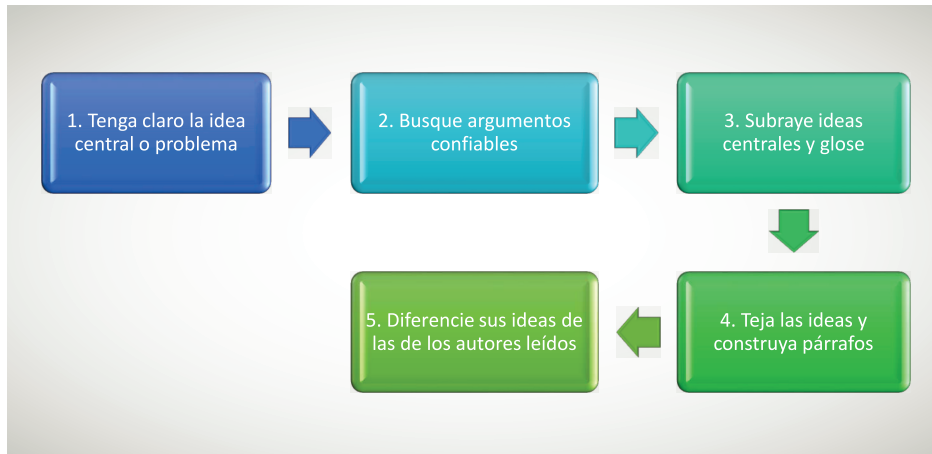 1. Tenga claro la idea
central o problema
2. Busque argumentos
confiables
3. Subraye ideas
centrales y glose
4. Teja las ideas y
construya párrafos
5. Diferencie sus ideas de
las de los autores leídos